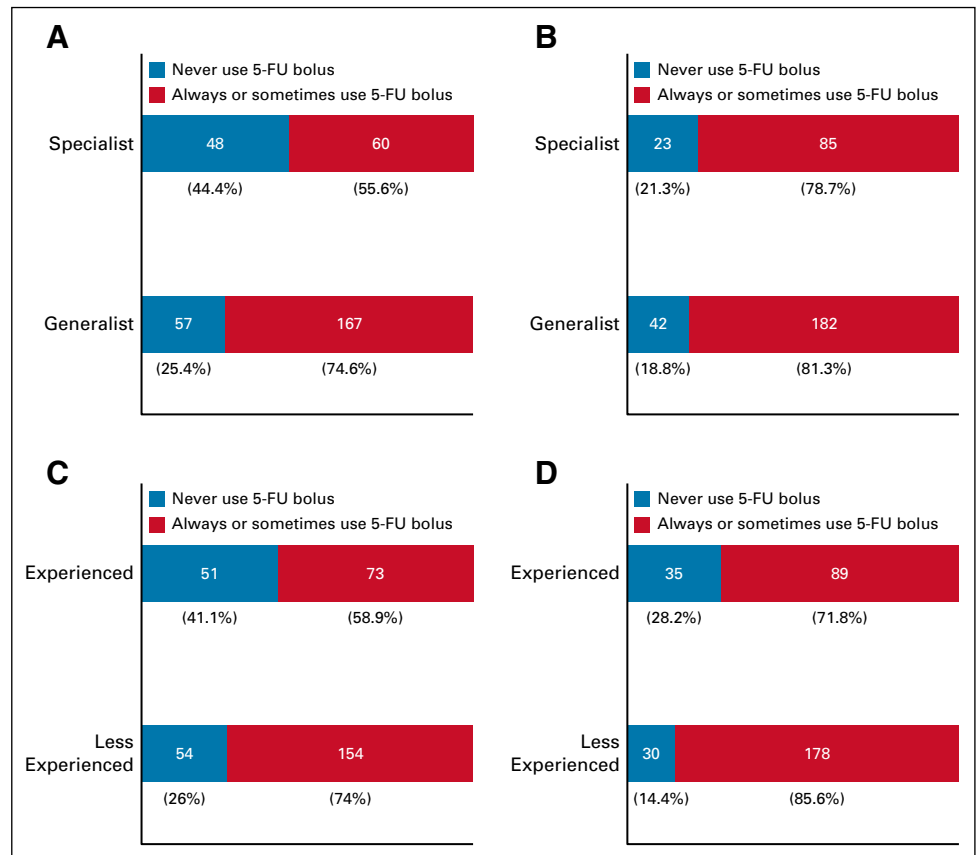 A
Never use 5-FU bolus
Always or sometimes use 5-FU bolus
Specialist
48
60
(44.4%)
(55.6%)
Generalist
57
167
(25.4%)
(74.6%)
B
Never use 5-FU bolus
Always or sometimes use 5-FU bolus
Specialist
23
85
(21.3%)
(78.7%)
Generalist
42
182
(18.8%)
(81.3%)
C
Never use 5-FU bolus
Always or sometimes use 5-FU bolus
Experienced
51
73
(41.1%)
(58.9%)
Less
Experienced
54
154
(26%)
(74%)
D
Never use 5-FU bolus
Always or sometimes use 5-FU bolus
Experienced
35
89
(28.2%)
(71.8%)
Less
Experienced
30
178
(14.4%)
(85.6%)